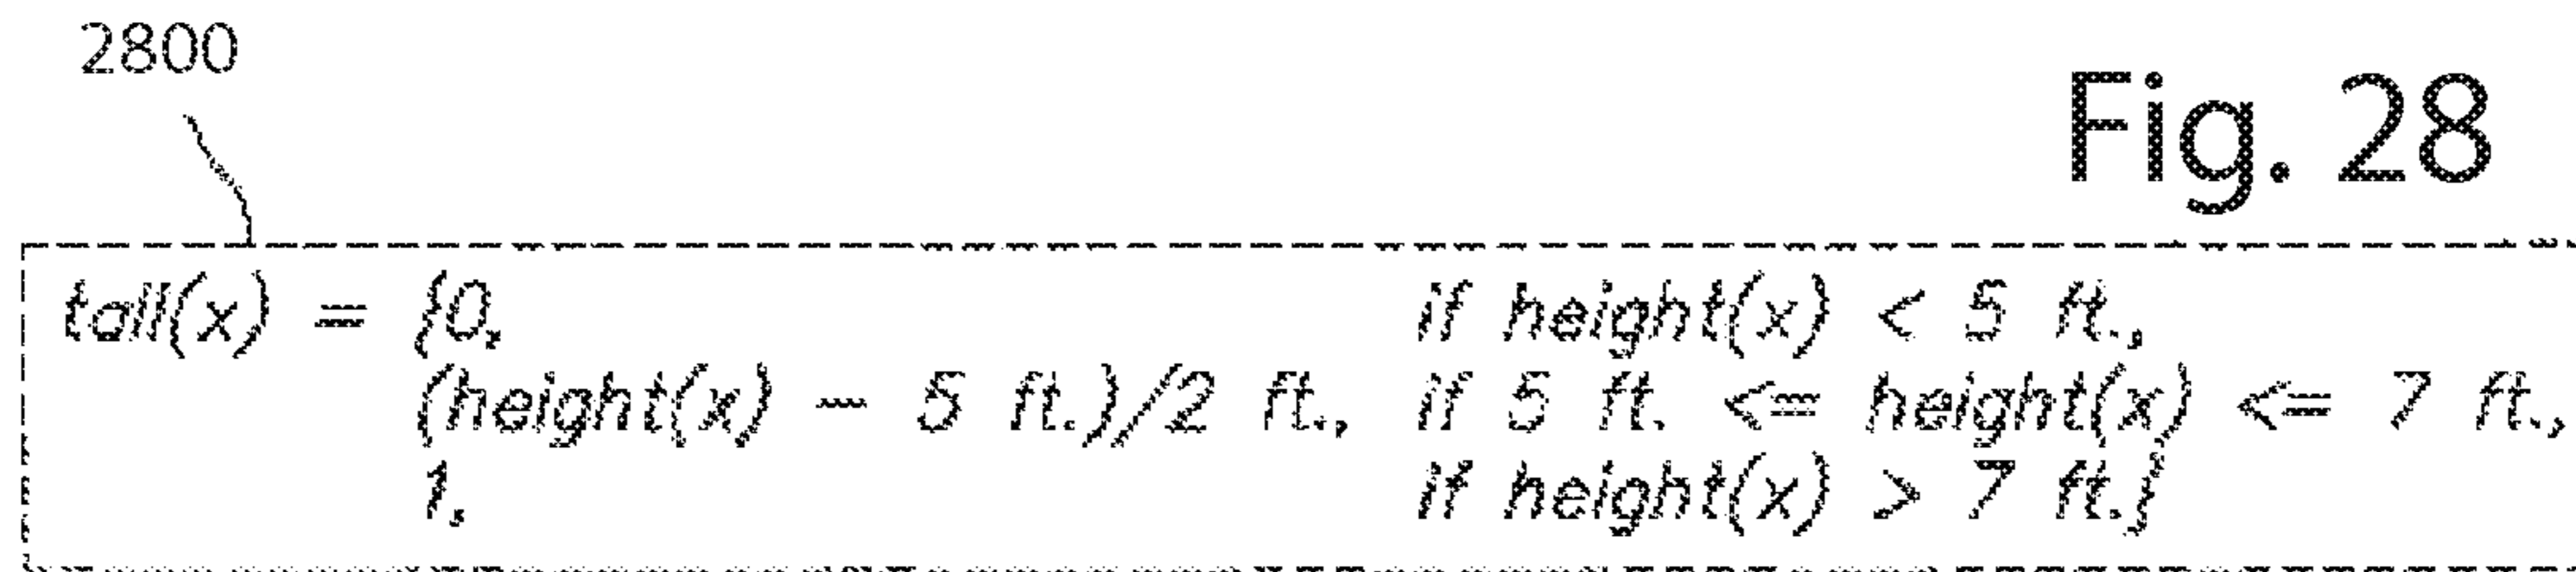 2800
Fig. 28
tall(x) = {0, if height(x) < 5 ft.,
(height(x) – 5 ft.)/2 ft., if 5 ft. <= height(x) <= 7 ft.,
1, if height(x) > 7 ft.}